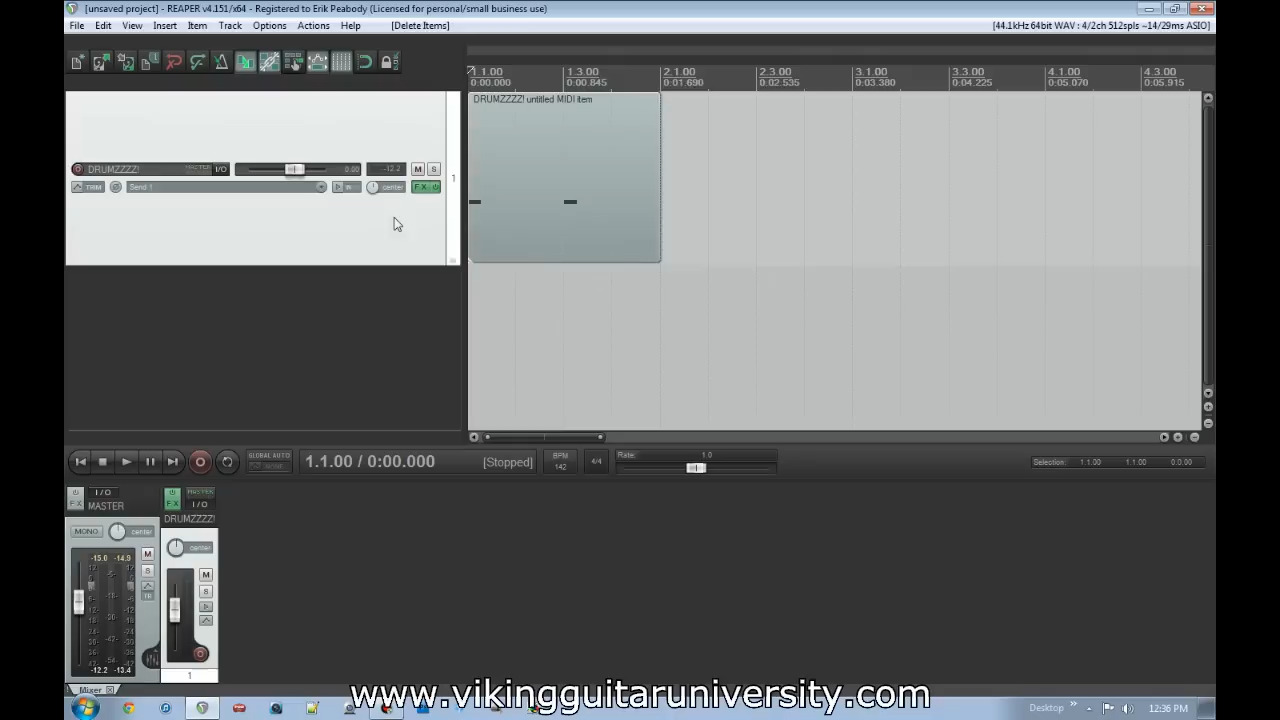 [unsaved project] - REAPER v4.151/x64 - Registered to Erik Peabody (Licensed for personal/small business use)
File Edit View Insert Item Track Options Actions Help [Delete Items] [44.1kHz 64bit WAV : 4/2ch 512spls ~14/29ms ASIO]
1.1.00 1.3.00 2.1.00 2.3.00 3.1.00 3.3.00 4.1.00 4.3.00
0:00.000 0:00.845 0:01.690 0:02.535 0:03.380 0:04.225 0:05.070 0:05.915
DRUMZZZZ! untitled MIDI item
DRUMZZZZ! MASTER I/O 0.00 -12.2 M S
TRIM Send 1 center FX
1
1.1.00 / 0:00.000 [Stopped]
GLOBAL AUTO
BPM
142
4/4
Rate: 1.0
Selection: 1.1.00 1.1.00 0.0.00
FX I/O
MASTER
MONO center
-15.0 -14.9
M
S
-12.2 -13.4
MASTER
FX I/O
DRUMZZZZ!
center
M
S
1
Mixer
www.vikingguitaruniversity.com
Desktop 12:36 PM